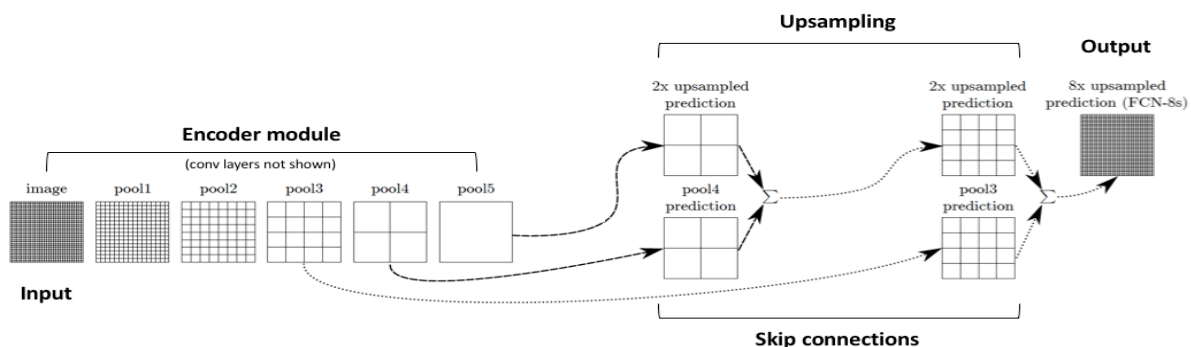 Upsampling
Output
2x upsampled
prediction
2x upsampled
prediction
8x upsampled
prediction (FCN-8s)
Encoder module
(conv layers not shown)
image
pool1
pool2
pool3
pool4
pool5
pool4
prediction
Σ
pool3
prediction
Σ
Input
Skip connections